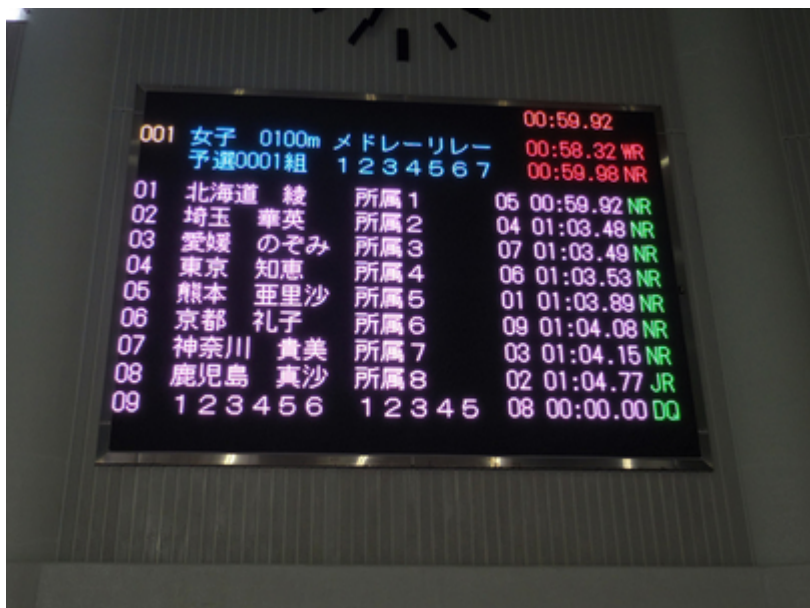 00:59.92
001 女子 0100m メドレーリレー 00:58.32 WR
予選0001組 1234567 00:59.98 NR
01 北海道 綾 所属1 05 00:59.92 NR
02 埼玉 華英 所属2 04 01:03.48 NR
03 愛媛 のぞみ 所属3 07 01:03.49 NR
04 東京 知恵 所属4 06 01:03.53 NR
05 熊本 亜里沙 所属5 01 01:03.89 NR
06 京都 礼子 所属6 09 01:04.08 NR
07 神奈川 貴美 所属7 03 01:04.15 NR
08 鹿児島 真沙 所属8 02 01:04.77 JR
09 123456 12345 08 00:00.00 DQ